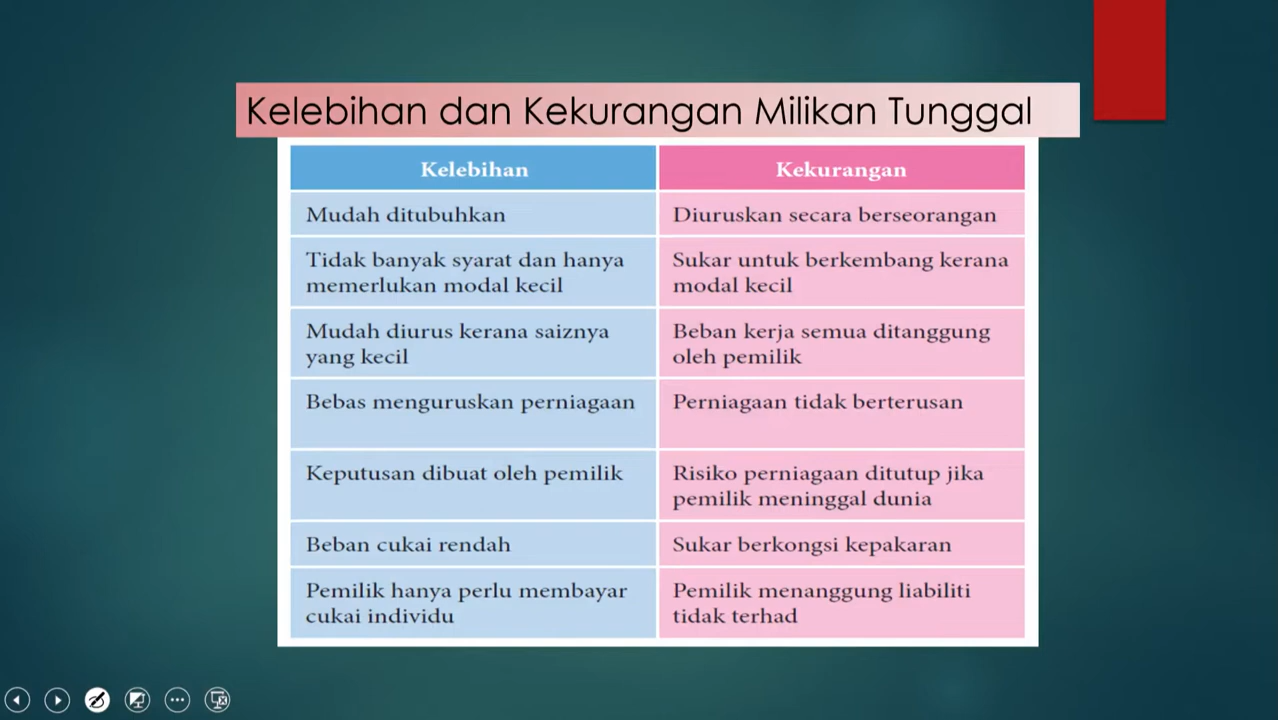 Kelebihan dan Kekurangan Milikan Tunggal
Kelebihan
Kekurangan
Mudah ditubuhkan
Diuruskan secara berseorangan
Tidak banyak syarat dan hanya
memerlukan modal kecil
Sukar untuk berkembang kerana
modal kecil
Mudah diurus kerana saiznya
yang kecil
Beban kerja semua ditanggung
oleh pemilik
Bebas menguruskan perniagaan
Perniagaan tidak berterusan
Keputusan dibuat oleh pemilik
Risiko perniagaan ditutup jika
pemilik meninggal dunia
Beban cukai rendah
Sukar berkongsi kepakaran
Pemilik hanya perlu membayar
cukai individu
Pemilik menanggung liabiliti
tidak terhad